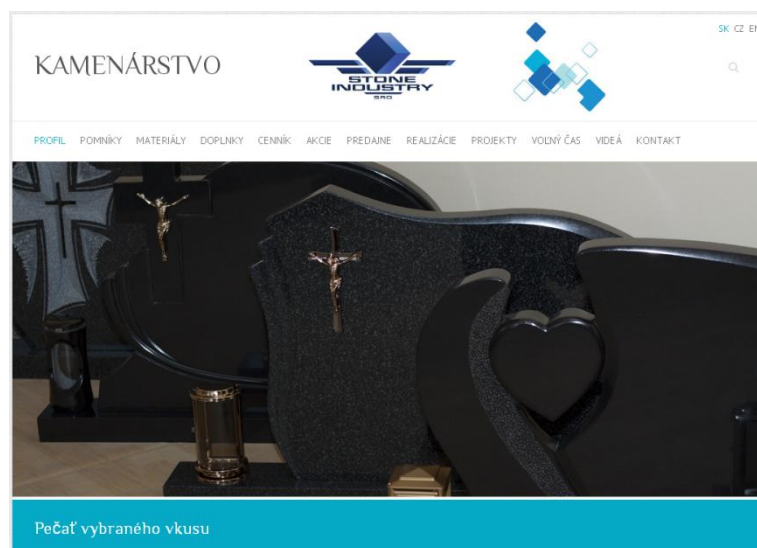 SK CZ EN
KAMENÁRSTVO
STONE
INDUSTRY
SRO
PROFIL POMNÍKY MATERIÁLY DOPLNKY CENNÍK AKCIE PREDAJNE REALIZÁCIE PROJEKTY VOĽNÝ ČAS VIDEÁ KONTAKT
Pečať vybraného vkusu